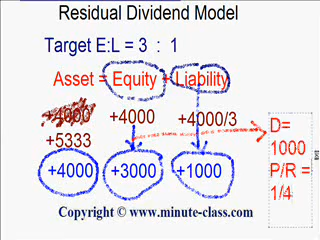 Residual Dividend Model
Target E:L = 3 : 1
Asset = Equity + Liability
+4000 +4000 +4000/3
+5333
+4000 +3000 +1000
D=
1000
P/R =
1/4
Copyright © www.minute-class.com